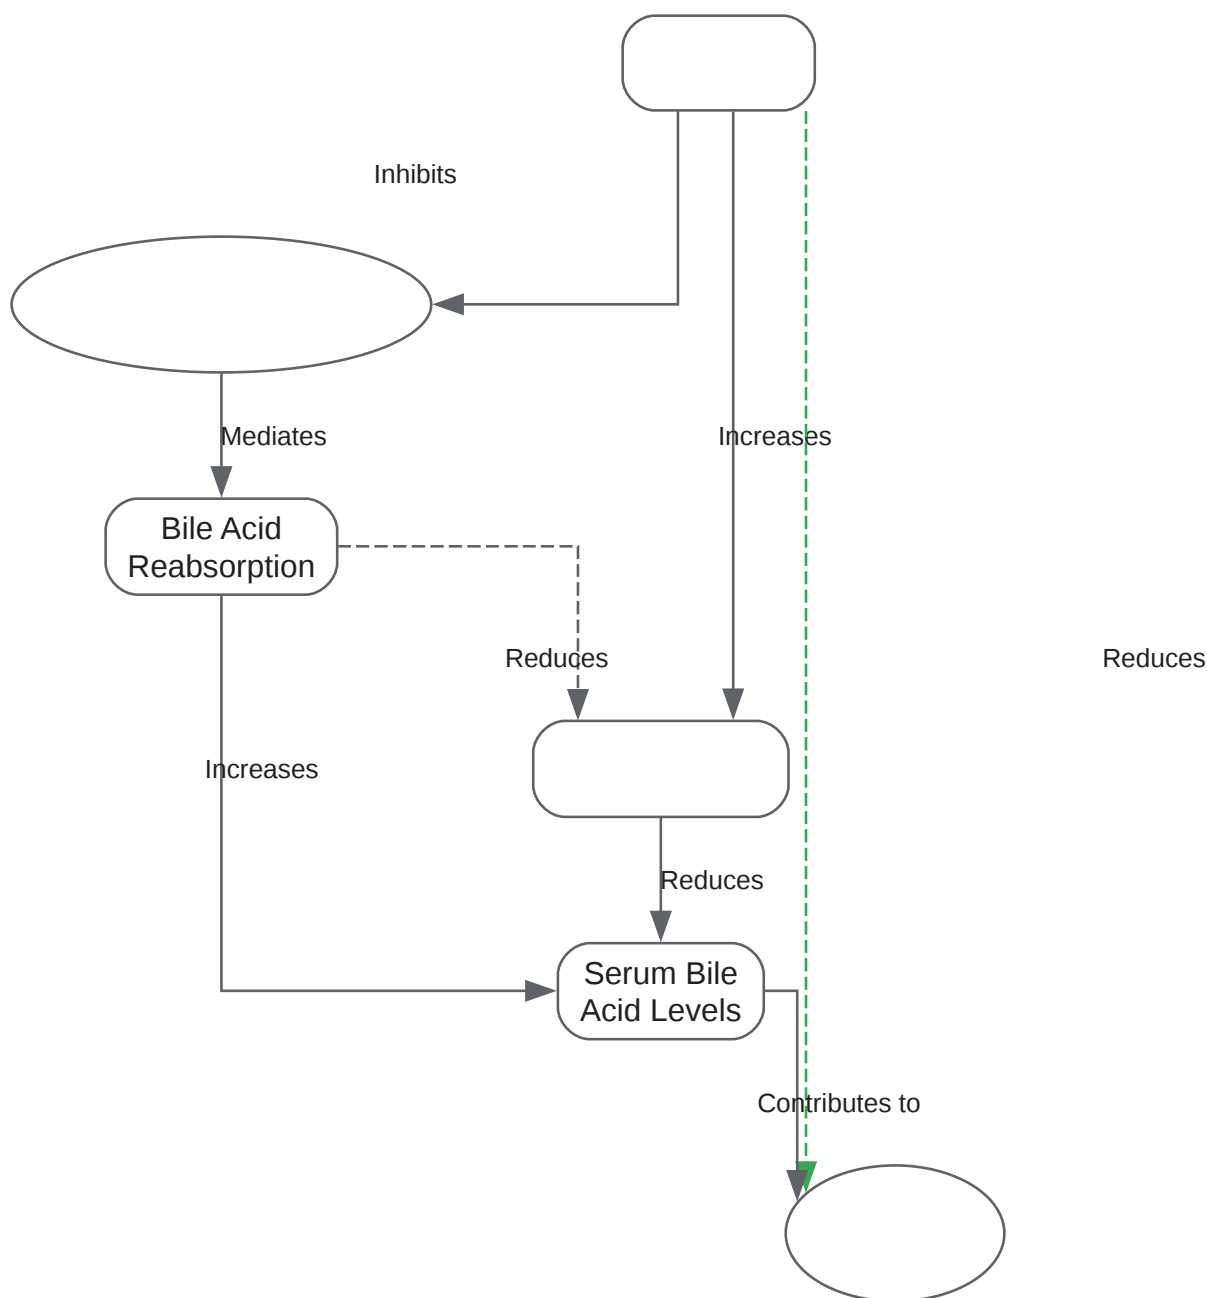 Inhibits
Mediates
Increases
Bile Acid
Reabsorption
Reduces
Reduces
Increases
Reduces
Serum Bile
Acid Levels
Contributes to